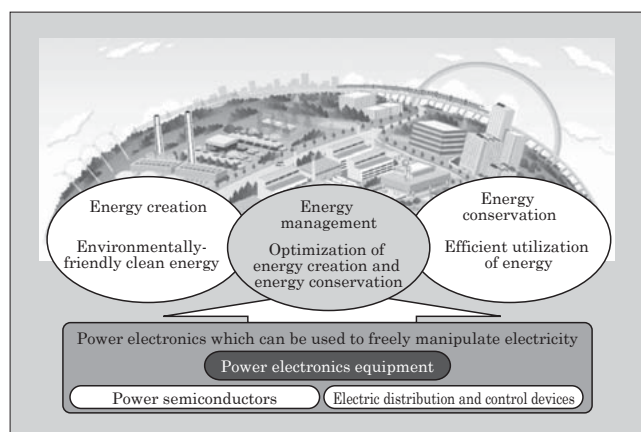 Energy creation
Environmentally-
friendly clean energy
Energy
management
Optimization of
energy creation and
energy conservation
Energy
conservation
Efficient utilization
of energy
Power electronics which can be used to freely manipulate electricity
Power electronics equipment
Power semiconductors
Electric distribution and control devices